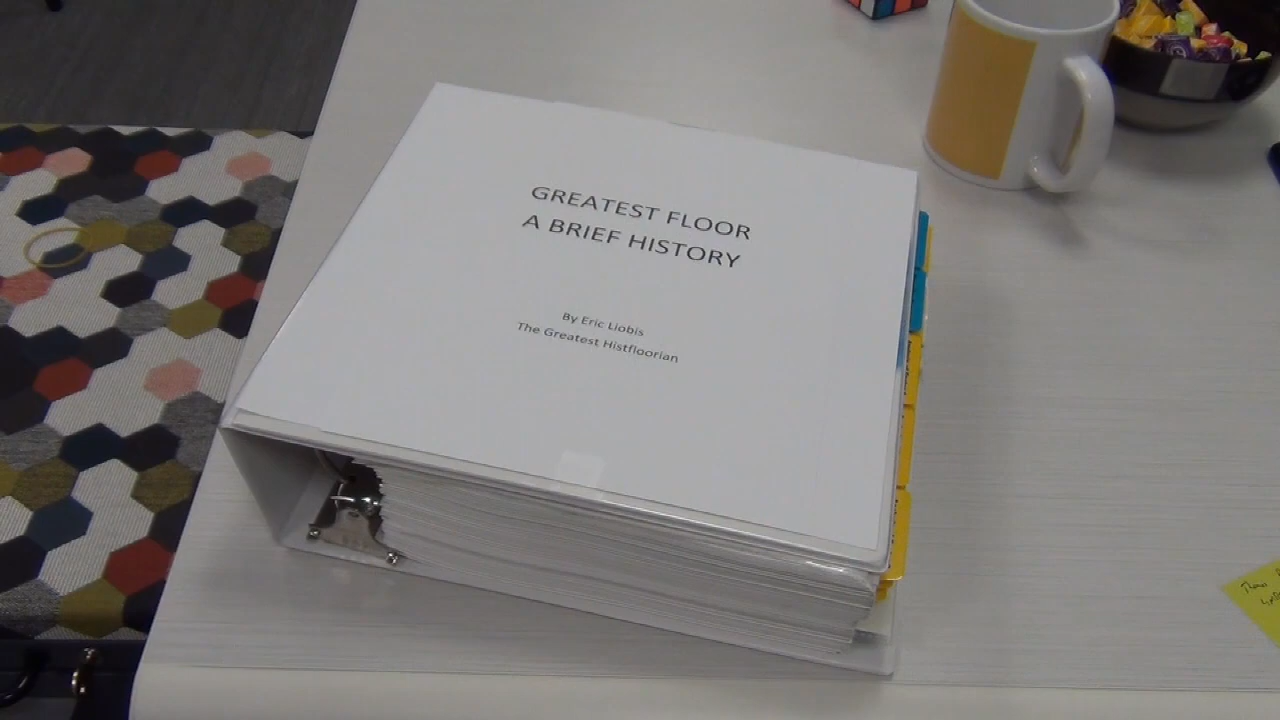 GREATEST FLOOR
A BRIEF HISTORY
By Eric Liobis
The Greatest Histfloorian